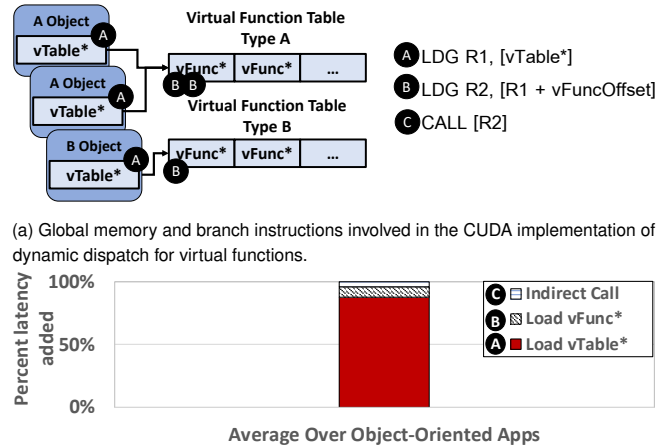 A Object
vTable*
A
A Object
vTable*
A
B Object
vTable*
A
Virtual Function Table
Type A
vFunc* vFunc* ...
B B
Virtual Function Table
Type B
vFunc* vFunc* ...
B
A LDG R1, [vTable*]
B LDG R2, [R1 + vFuncOffset]
C CALL [R2]
(a) Global memory and branch instructions involved in the CUDA implementation of
dynamic dispatch for virtual functions.
Percent latency
added
100%
50%
0%
C Indirect Call
B Load vFunc*
A Load vTable*
Average Over Object-Oriented Apps